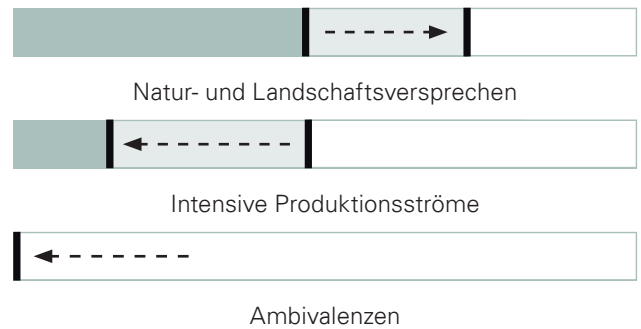 Natur- und Landschaftsversprechen
Intensive Produktionsströme
Ambivalenzen